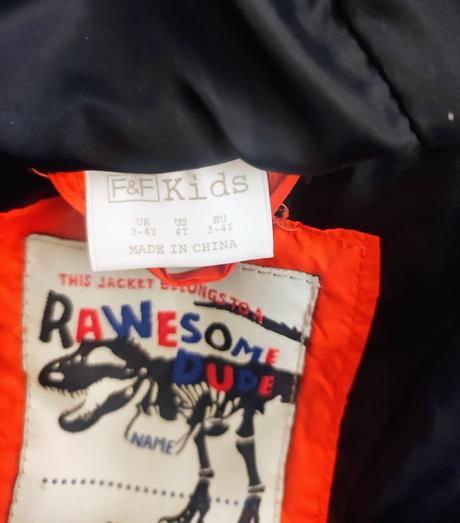 F&F Kids
UK US EU
3-4Y 4T 3-4Y
MADE IN CHINA
THIS JACKET BELONGS TO A
RAWESOME
DUDE
NAME